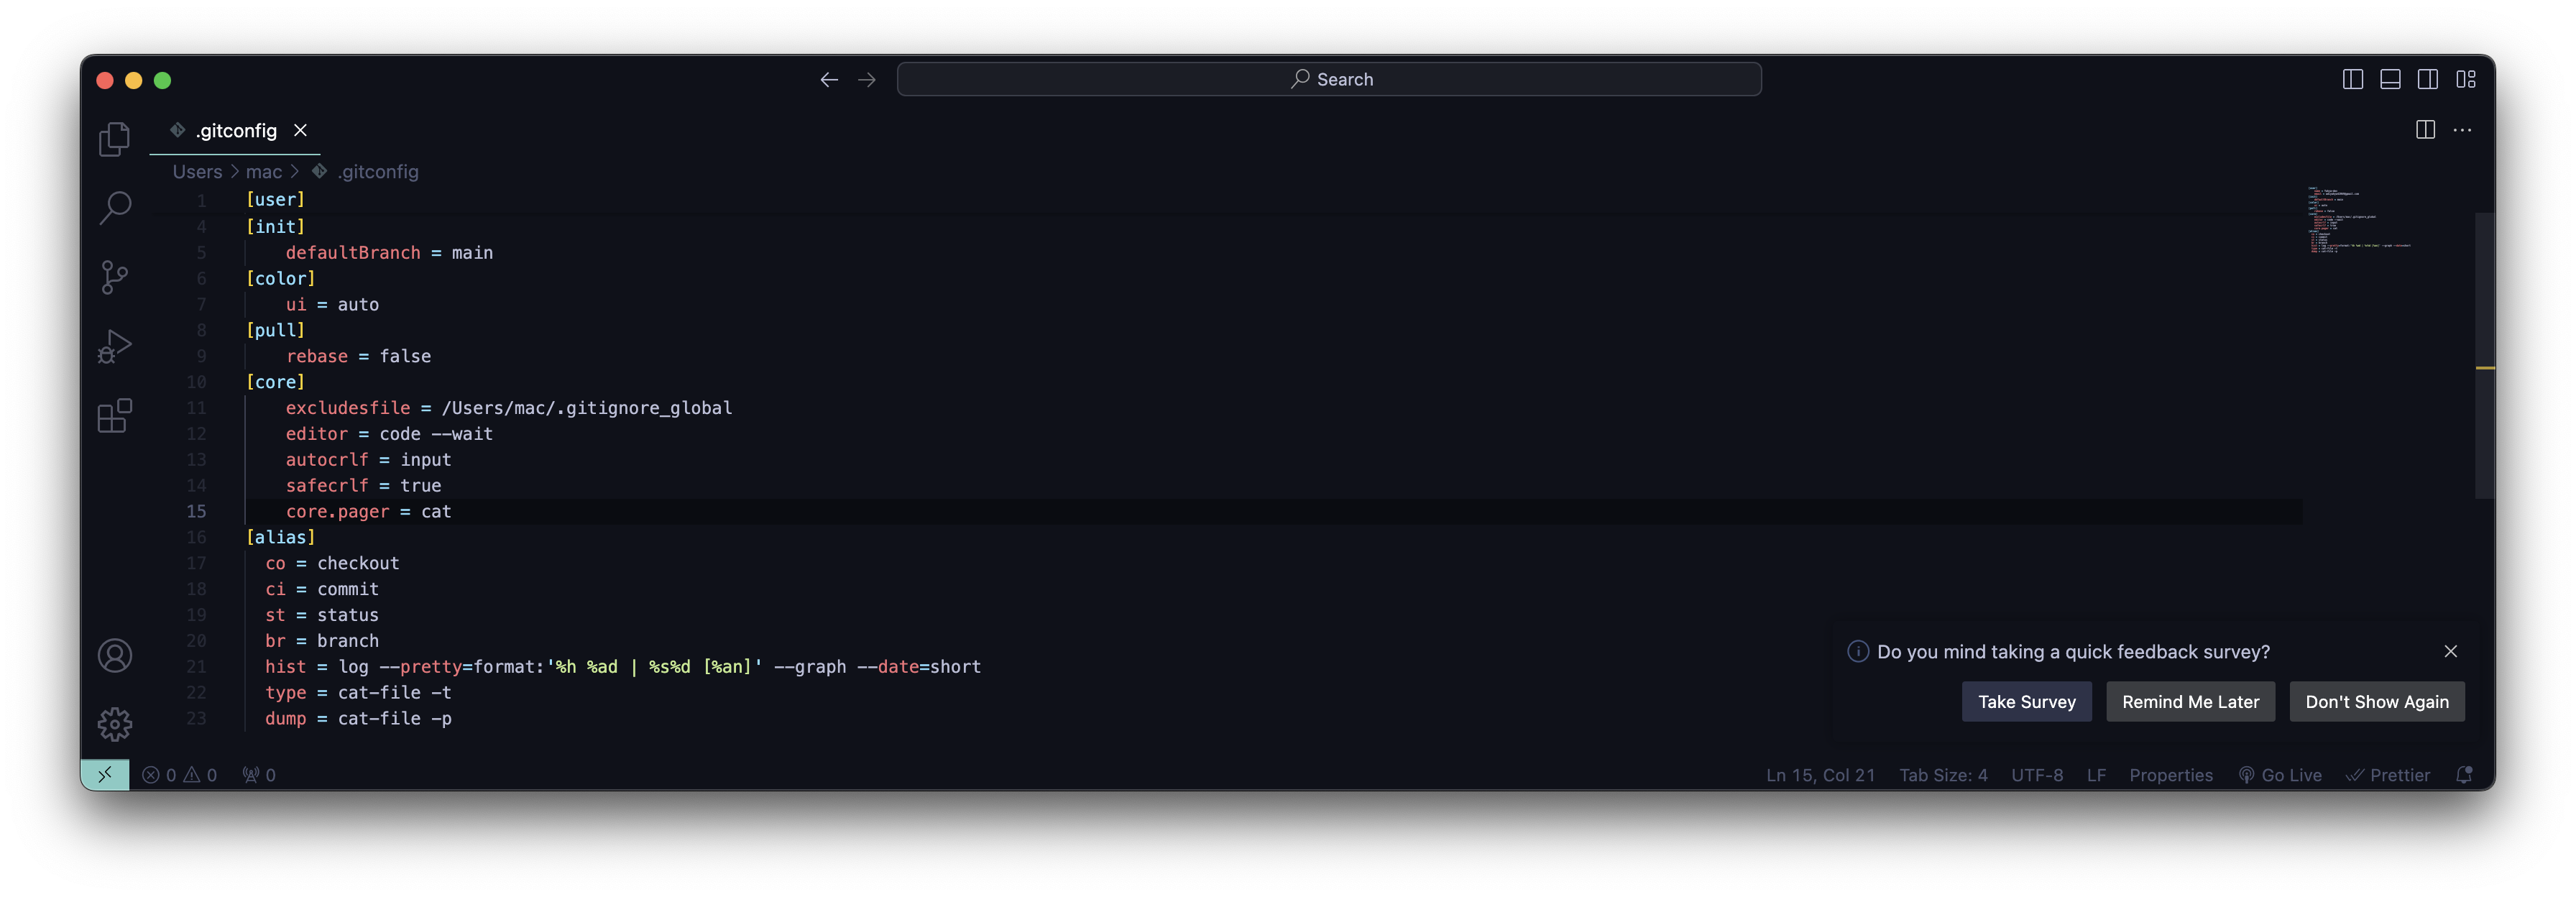 Search
.gitconfig
Users > mac > .gitconfig
1 [user]
4 [init]
5 defaultBranch = main
6 [color]
7 ui = auto
8 [pull]
9 rebase = false
10 [core]
11 excludesfile = /Users/mac/.gitignore_global
12 editor = code --wait
13 autocrlf = input
14 safecrlf = true
15 core.pager = cat
16 [alias]
17 co = checkout
18 ci = commit
19 st = status
20 br = branch
21 hist = log --pretty=format:'%h %ad | %s%d [%an]' --graph --date=short
22 type = cat-file -t
23 dump = cat-file -p
Do you mind taking a quick feedback survey?
Take Survey Remind Me Later Don't Show Again
0 0 0 Ln 15, Col 21 Tab Size: 4 UTF-8 LF Properties Go Live Prettier